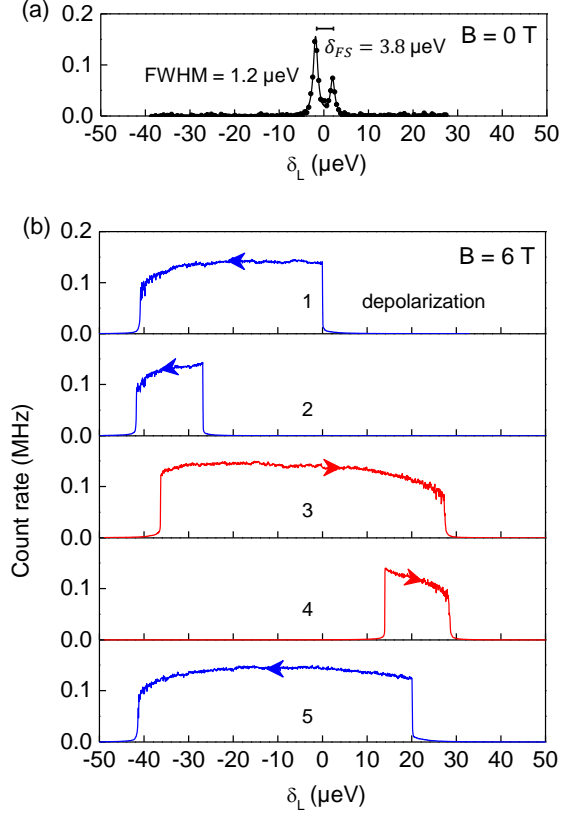 (a)
0.2
0.1
0.0
FWHM = 1.2 µeV
δFS = 3.8 µeV
B = 0 T
-50 -40 -30 -20 -10 0 10 20 30 40 50
δL (µeV)
(b)
Count rate (MHz)
0.2
0.1
0.0
B = 6 T
1
depolarization
0.1
0.0
2
0.1
0.0
3
0.1
0.0
4
0.1
0.0
5
-50 -40 -30 -20 -10 0 10 20 30 40 50
δL (µeV)